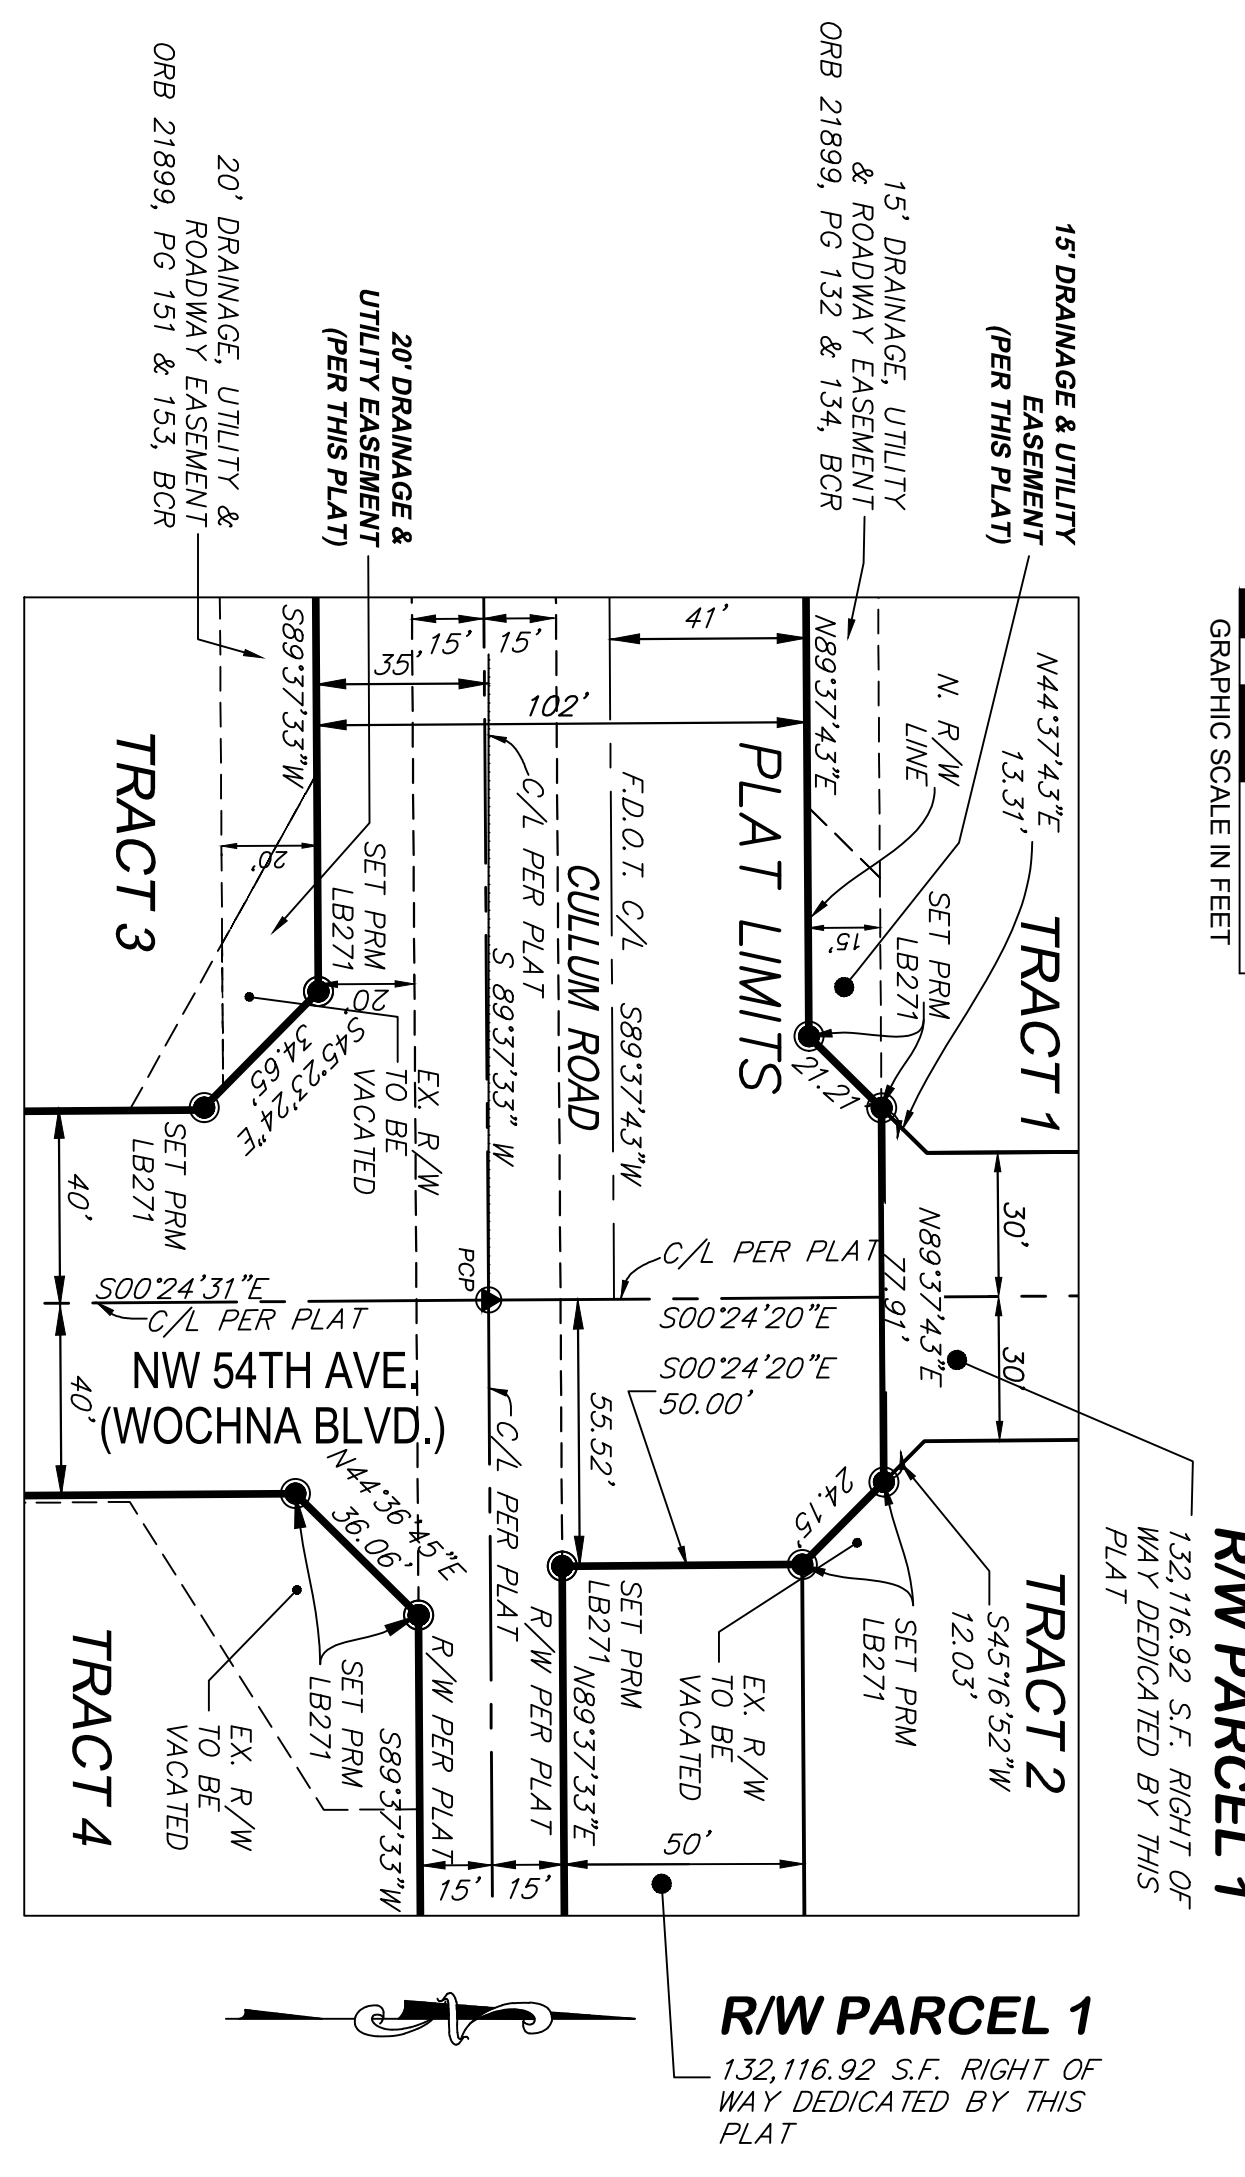 ORB 21899, PG 151 & 153, BCR
20' DRAINAGE, UTILITY &
ROADWAY EASEMENT
20' DRAINAGE &
UTILITY EASEMENT
(PER THIS PLAT)
15' DRAINAGE, UTILITY
& ROADWAY EASEMENT
ORB 21899, PG 132 & 134, BCR
15' DRAINAGE & UTILITY
EASEMENT
(PER THIS PLAT)
GRAPHIC SCALE IN FEET
S89°37'33"W
15'
15'
41'
35'
102'
N89°37'43"E
N. R/W
LINE
N44°37'43"E
13.31'
TRACT 3
20'
SET PRM
LB271
20'
C/L PER PLAT
S 89°37'33" W
F.D.O.T. C/L
S89°37'43"W
CULLUM ROAD
PLAT LIMITS
15'
SET PRM
LB271
TRACT 1
21.21'
S45°23'24"E
34.65'
EX. R/W
TO BE
VACATED
SET PRM
LB271
40'
30'
N89°37'43"E
77.91'
PCP
C/L PER PLAT
S00°24'31"E
C/L PER PLAT
S00°24'20"E
S00°24'20"E
50.00'
NW 54TH AVE.
(WOCHNA BLVD.)
40'
30'
55.52'
C/L PER PLAT
N44°36'45"E
36.06'
24.15'
SET PRM
LB271
R/W PER PLAT
N89°37'33"E
SET PRM
LB271
S45°16'52"W
12.03'
TRACT 2
132,116.92 S.F. RIGHT OF
WAY DEDICATED BY THIS
PLAT
R/W PARCEL 1
TRACT 4
EX. R/W
TO BE
VACATED
SET PRM
LB271
S89°37'33"W
R/W PER PLAT
EX. R/W
TO BE
VACATED
15'
15'
50'
R/W PARCEL 1
132,116.92 S.F. RIGHT OF
WAY DEDICATED BY THIS
PLAT